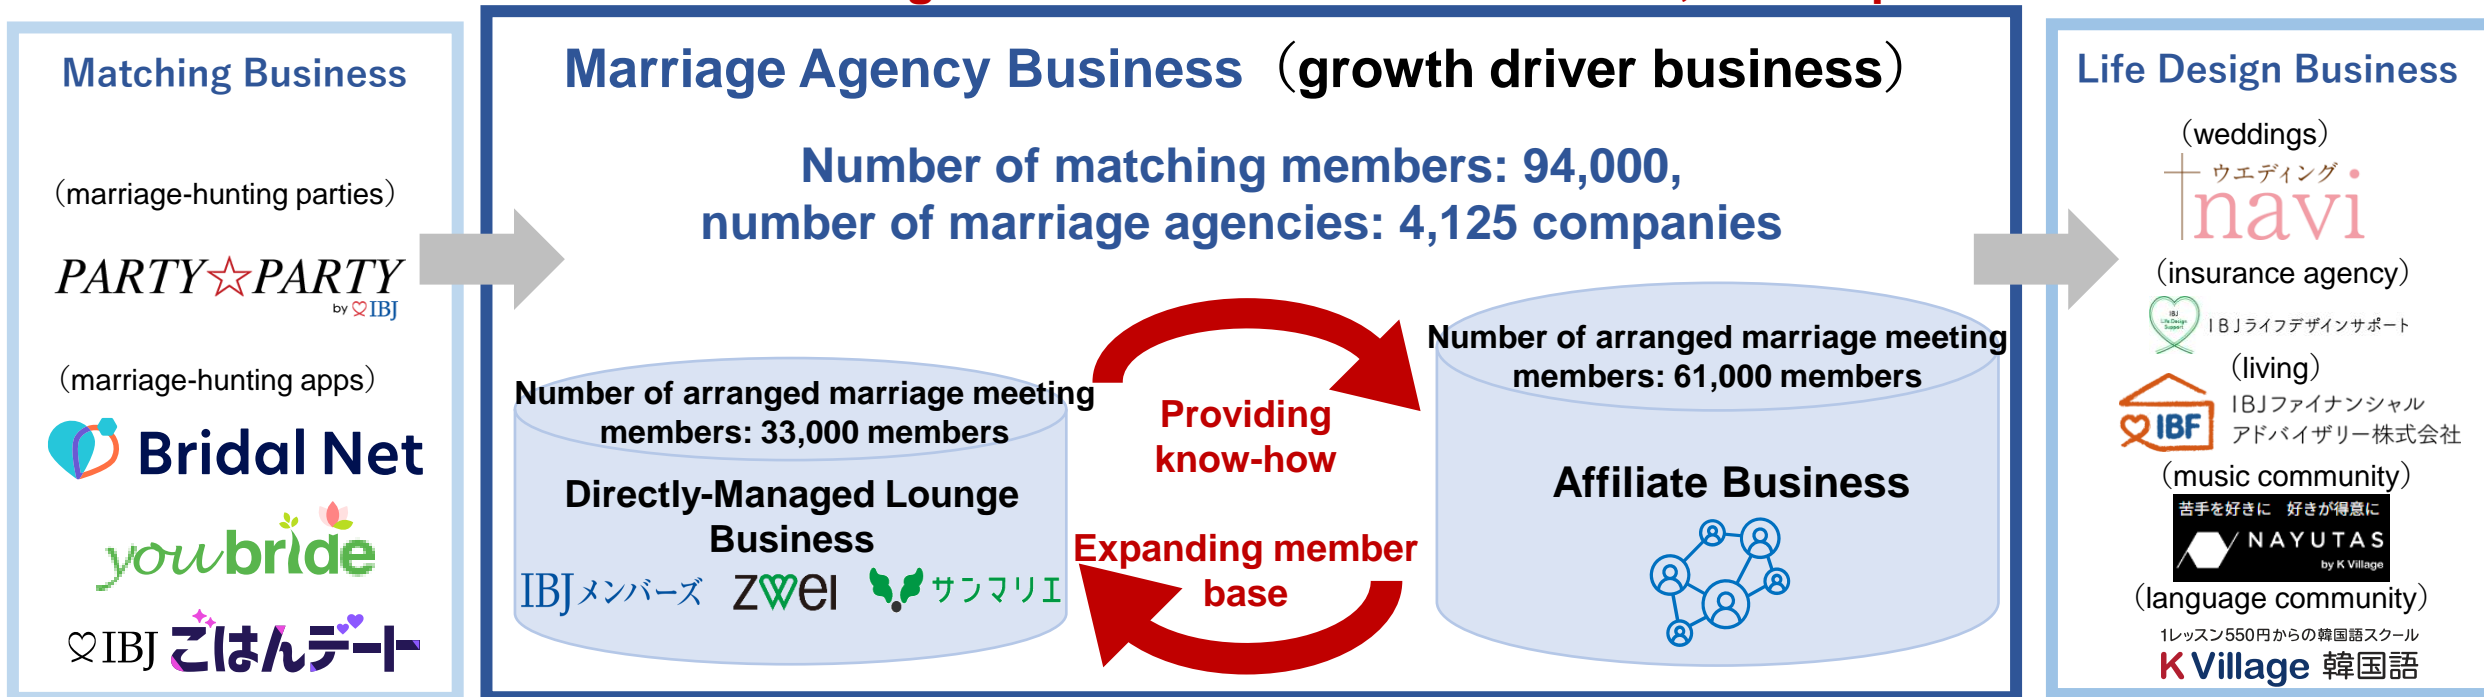 Matching Business
（marriage-hunting parties）
PARTY☆PARTY
by IBJ
（marriage-hunting apps）
Bridal Net
youbride
IBJ ごはんデート
Marriage Agency Business（growth driver business）
Number of matching members: 94,000,
number of marriage agencies: 4,125 companies
Number of arranged marriage meeting
members: 33,000 members
Directly-Managed Lounge
Business
IBJメンバーズ ZWEI サンマリエ
Providing
know-how
Expanding member
base
Number of arranged marriage meeting
members: 61,000 members
Affiliate Business
Life Design Business
（weddings）
ウエディング
navi
（insurance agency）
IBJ
Life Design
Support
IBJライフデザインサポート
（living）
IBF
IBJファイナンシャル
アドバイザリー株式会社
（music community）
苦手を好きに 好きが得意に
NAYUTAS
by K Village
（language community）
1レッスン550円からの韓国語スクール
K Village 韓国語